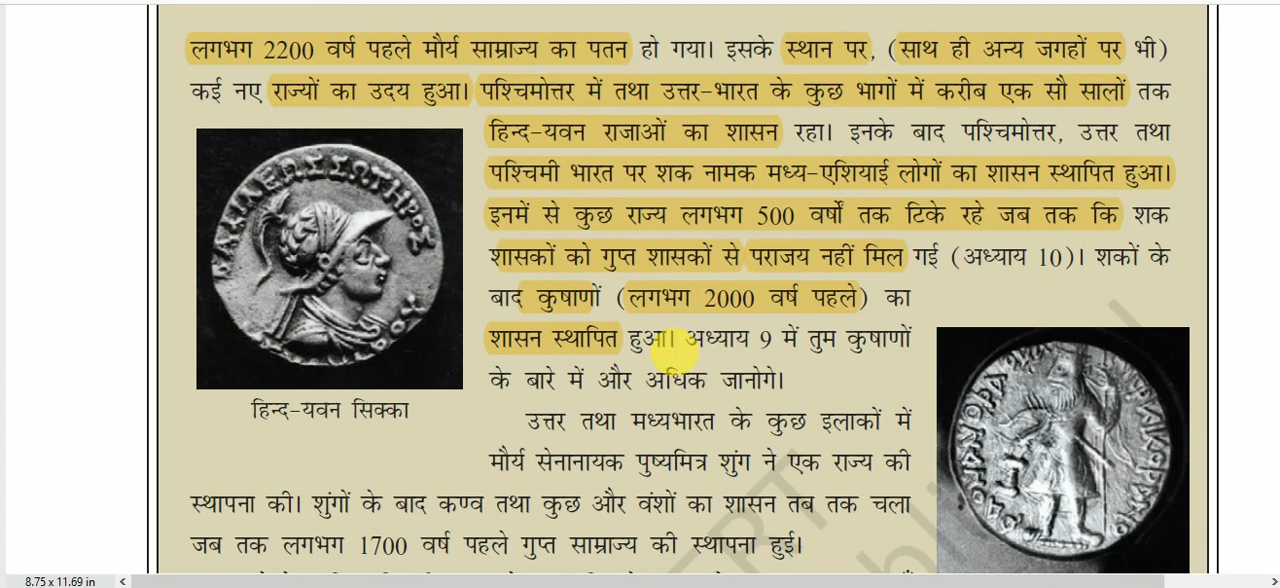 लगभग 2200 वर्ष पहले मौर्य साम्राज्य का पतन हो गया। इसके स्थान पर, (साथ ही अन्य जगहों पर भी)
कई नए राज्यों का उदय हुआ। पश्चिमोत्तर में तथा उत्तर-भारत के कुछ भागों में करीब एक सौ सालों तक
हिन्द-यवन राजाओं का शासन रहा। इनके बाद पश्चिमोत्तर, उत्तर तथा
पश्चिमी भारत पर शक नामक मध्य-एशियाई लोगों का शासन स्थापित हुआ।
इनमें से कुछ राज्य लगभग 500 वर्षों तक टिके रहे जब तक कि शक
शासकों को गुप्त शासकों से पराजय नहीं मिल गई (अध्याय 10)। शकों के
बाद कुषाणों (लगभग 2000 वर्ष पहले) का
शासन स्थापित हुआ। अध्याय 9 में तुम कुषाणों
के बारे में और अधिक जानोगे।
हिन्द-यवन सिक्का
उत्तर तथा मध्यभारत के कुछ इलाकों में
मौर्य सेनानायक पुष्यमित्र शुंग ने एक राज्य की
स्थापना की। शुंगों के बाद कण्व तथा कुछ और वंशों का शासन तब तक चला
जब तक लगभग 1700 वर्ष पहले गुप्त साम्राज्य की स्थापना हुई।
8.75 x 11.69 in